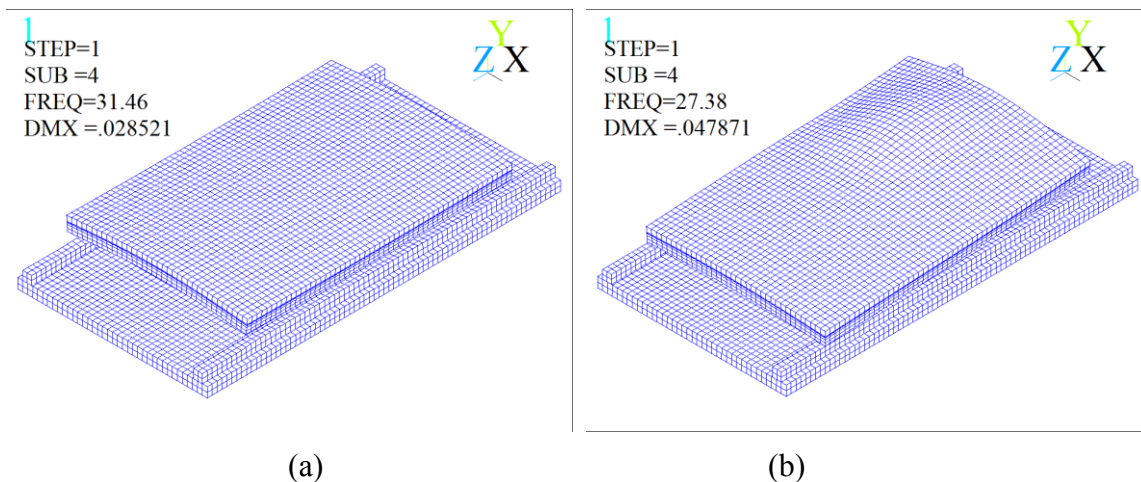 1
STEP=1
SUB =4
FREQ=31.46
DMX =.028521
Y
Z X
1
STEP=1
SUB =4
FREQ=27.38
DMX =.047871
Y
Z X
(a)
(b)